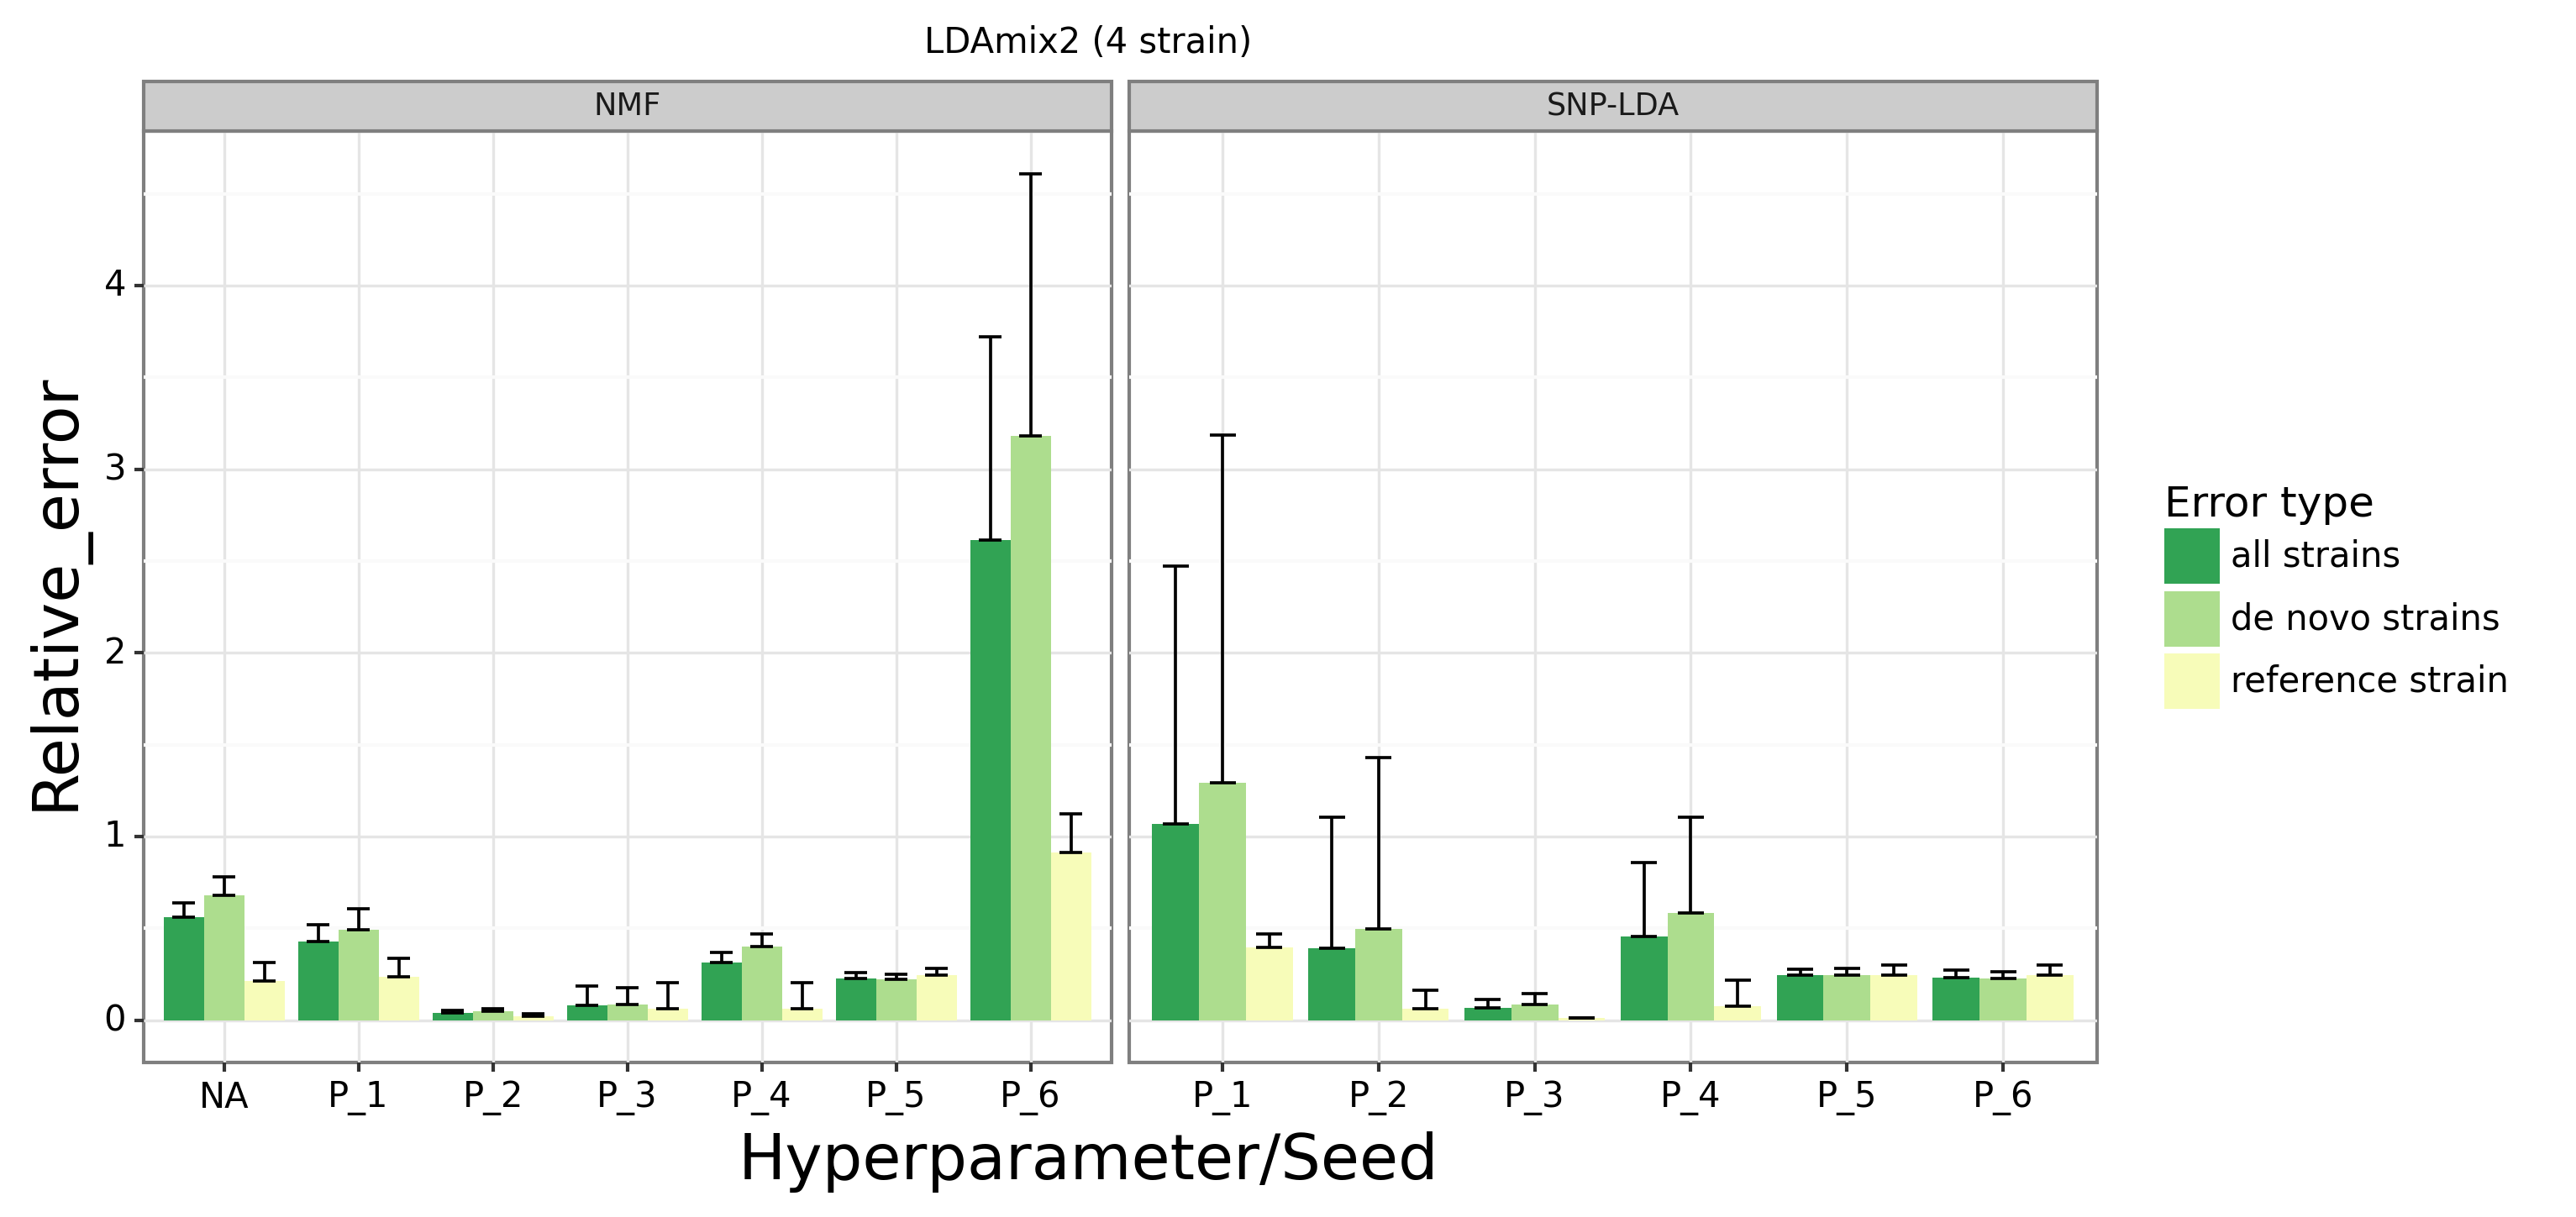 LDAmix2 (4 strain)
NMF
SNP-LDA
Relative_error
4
3
2
1
0
NA P_1 P_2 P_3 P_4 P_5 P_6
P_1 P_2 P_3 P_4 P_5 P_6
Hyperparameter/Seed
Error type
all strains
de novo strains
reference strain